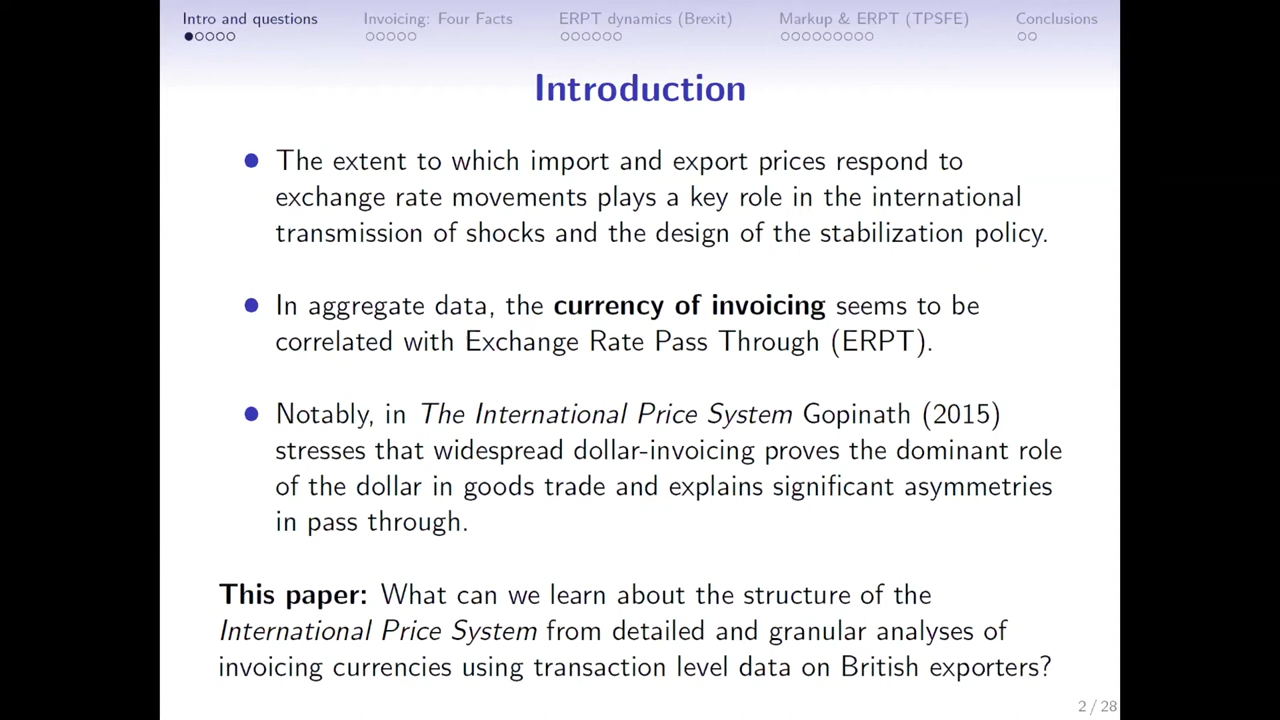 Intro and questions Invoicing: Four Facts ERPT dynamics (Brexit) Markup & ERPT (TPSFE) Conclusions
Introduction
• The extent to which import and export prices respond to
exchange rate movements plays a key role in the international
transmission of shocks and the design of the stabilization policy.
• In aggregate data, the currency of invoicing seems to be
correlated with Exchange Rate Pass Through (ERPT).
• Notably, in The International Price System Gopinath (2015)
stresses that widespread dollar-invoicing proves the dominant role
of the dollar in goods trade and explains significant asymmetries
in pass through.
This paper: What can we learn about the structure of the
International Price System from detailed and granular analyses of
invoicing currencies using transaction level data on British exporters?
2 / 28